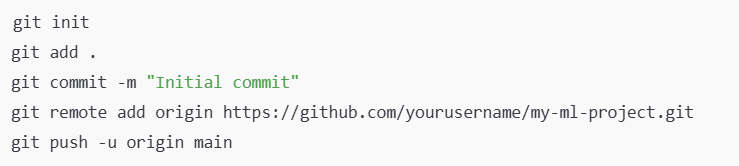 git init
git add .
git commit -m "Initial commit"
git remote add origin https://github.com/yourusername/my-ml-project.git
git push -u origin main